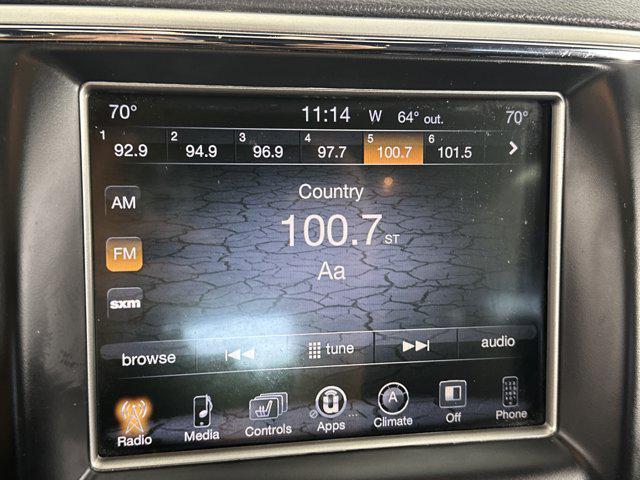 70° 11:14 W 64° out. 70°
1 92.9 2 94.9 3 96.9 4 97.7 5 100.7 6 101.5
AM
Country
100.7 ST
FM
Aa
sxm
browse tune audio
Radio Media Controls Apps Climate Off Phone
A